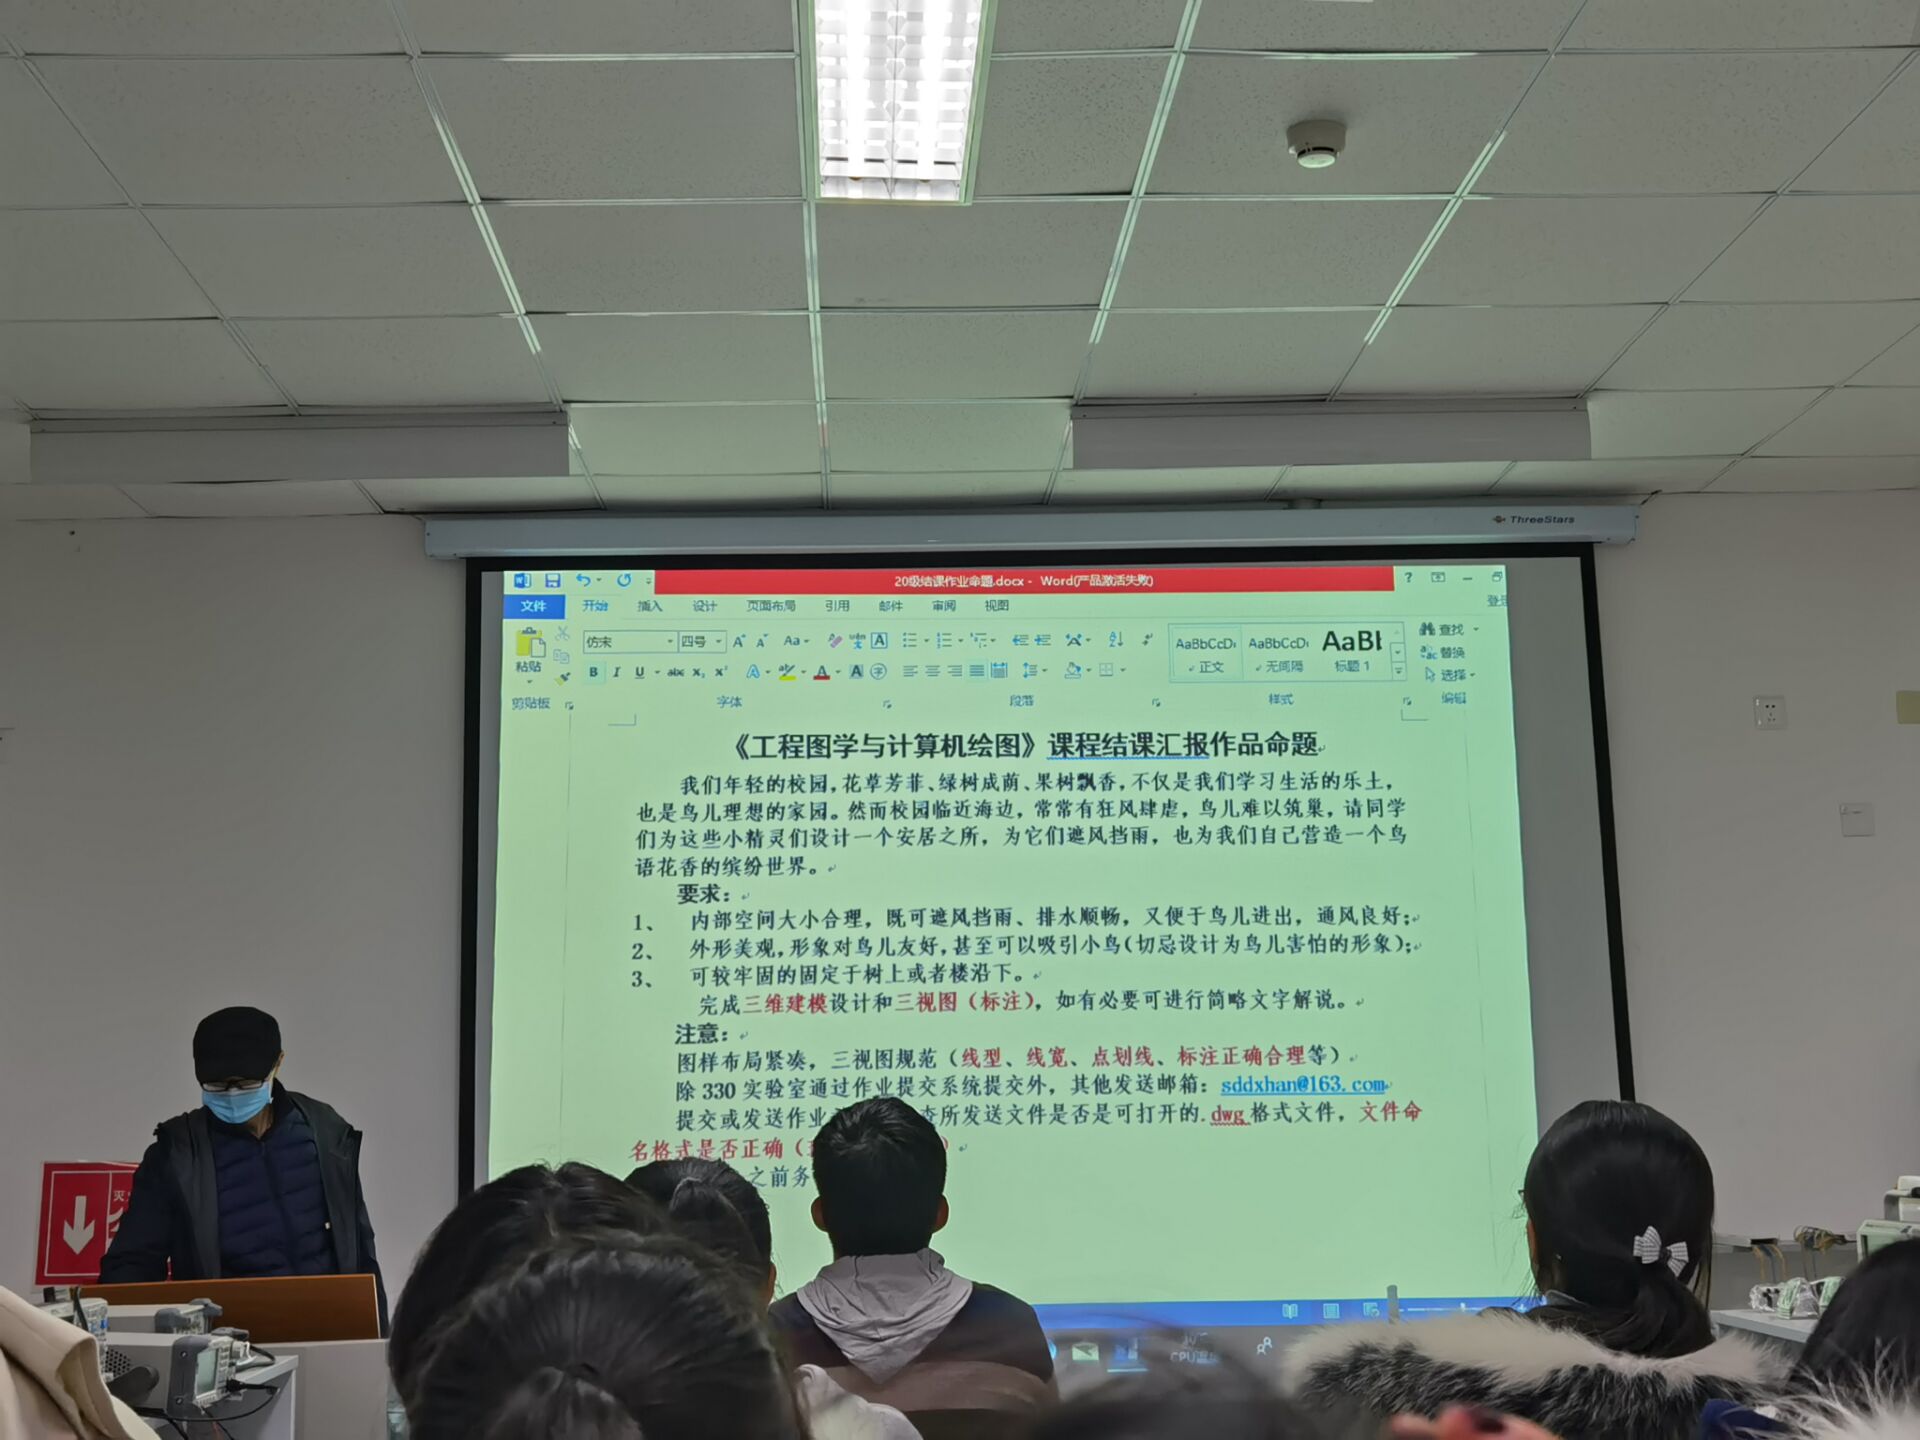 ThreeStars
20级结课作业命题.docx - Word(产品激活失败)
文件 开始 插入 设计 页面布局 引用 邮件 审阅 视图
仿宋 四号 Aa AaBbCcDı AaBbCcDı AaBl 查找
粘贴 正文 无间隔 标题 1 替换
B I U abc 选择
剪贴板 字体 段落 样式 编辑
《工程图学与计算机绘图》课程结课汇报作品命题
我们年轻的校园,花草芳菲、绿树成荫、果树飘香,不仅是我们学习生活的乐土,
也是鸟儿理想的家园。然而校园临近海边,常常有狂风肆虐,鸟儿难以筑巢,请同学
们为这些小精灵们设计一个安居之所,为它们遮风挡雨,也为我们自己营造一个鸟
语花香的缤纷世界。
要求:
1、 内部空间大小合理,既可遮风挡雨、排水顺畅,又便于鸟儿进出,通风良好;
2、 外形美观,形象对鸟儿友好,甚至可以吸引小鸟(切忌设计为鸟儿害怕的形象);
3、 可较牢固的固定于树上或者楼沿下。
完成三维建模设计和三视图(标注),如有必要可进行简略文字解说。
注意:
图样布局紧凑,三视图规范(线型、线宽、点划线、标注正确合理等)
除 330 实验室通过作业提交系统提交外,其他发送邮箱:sddxhan@163.com
提交或发送作业 查所发送文件是否是可打开的.dwg 格式文件,文件命
名格式是否正确( )
之前务